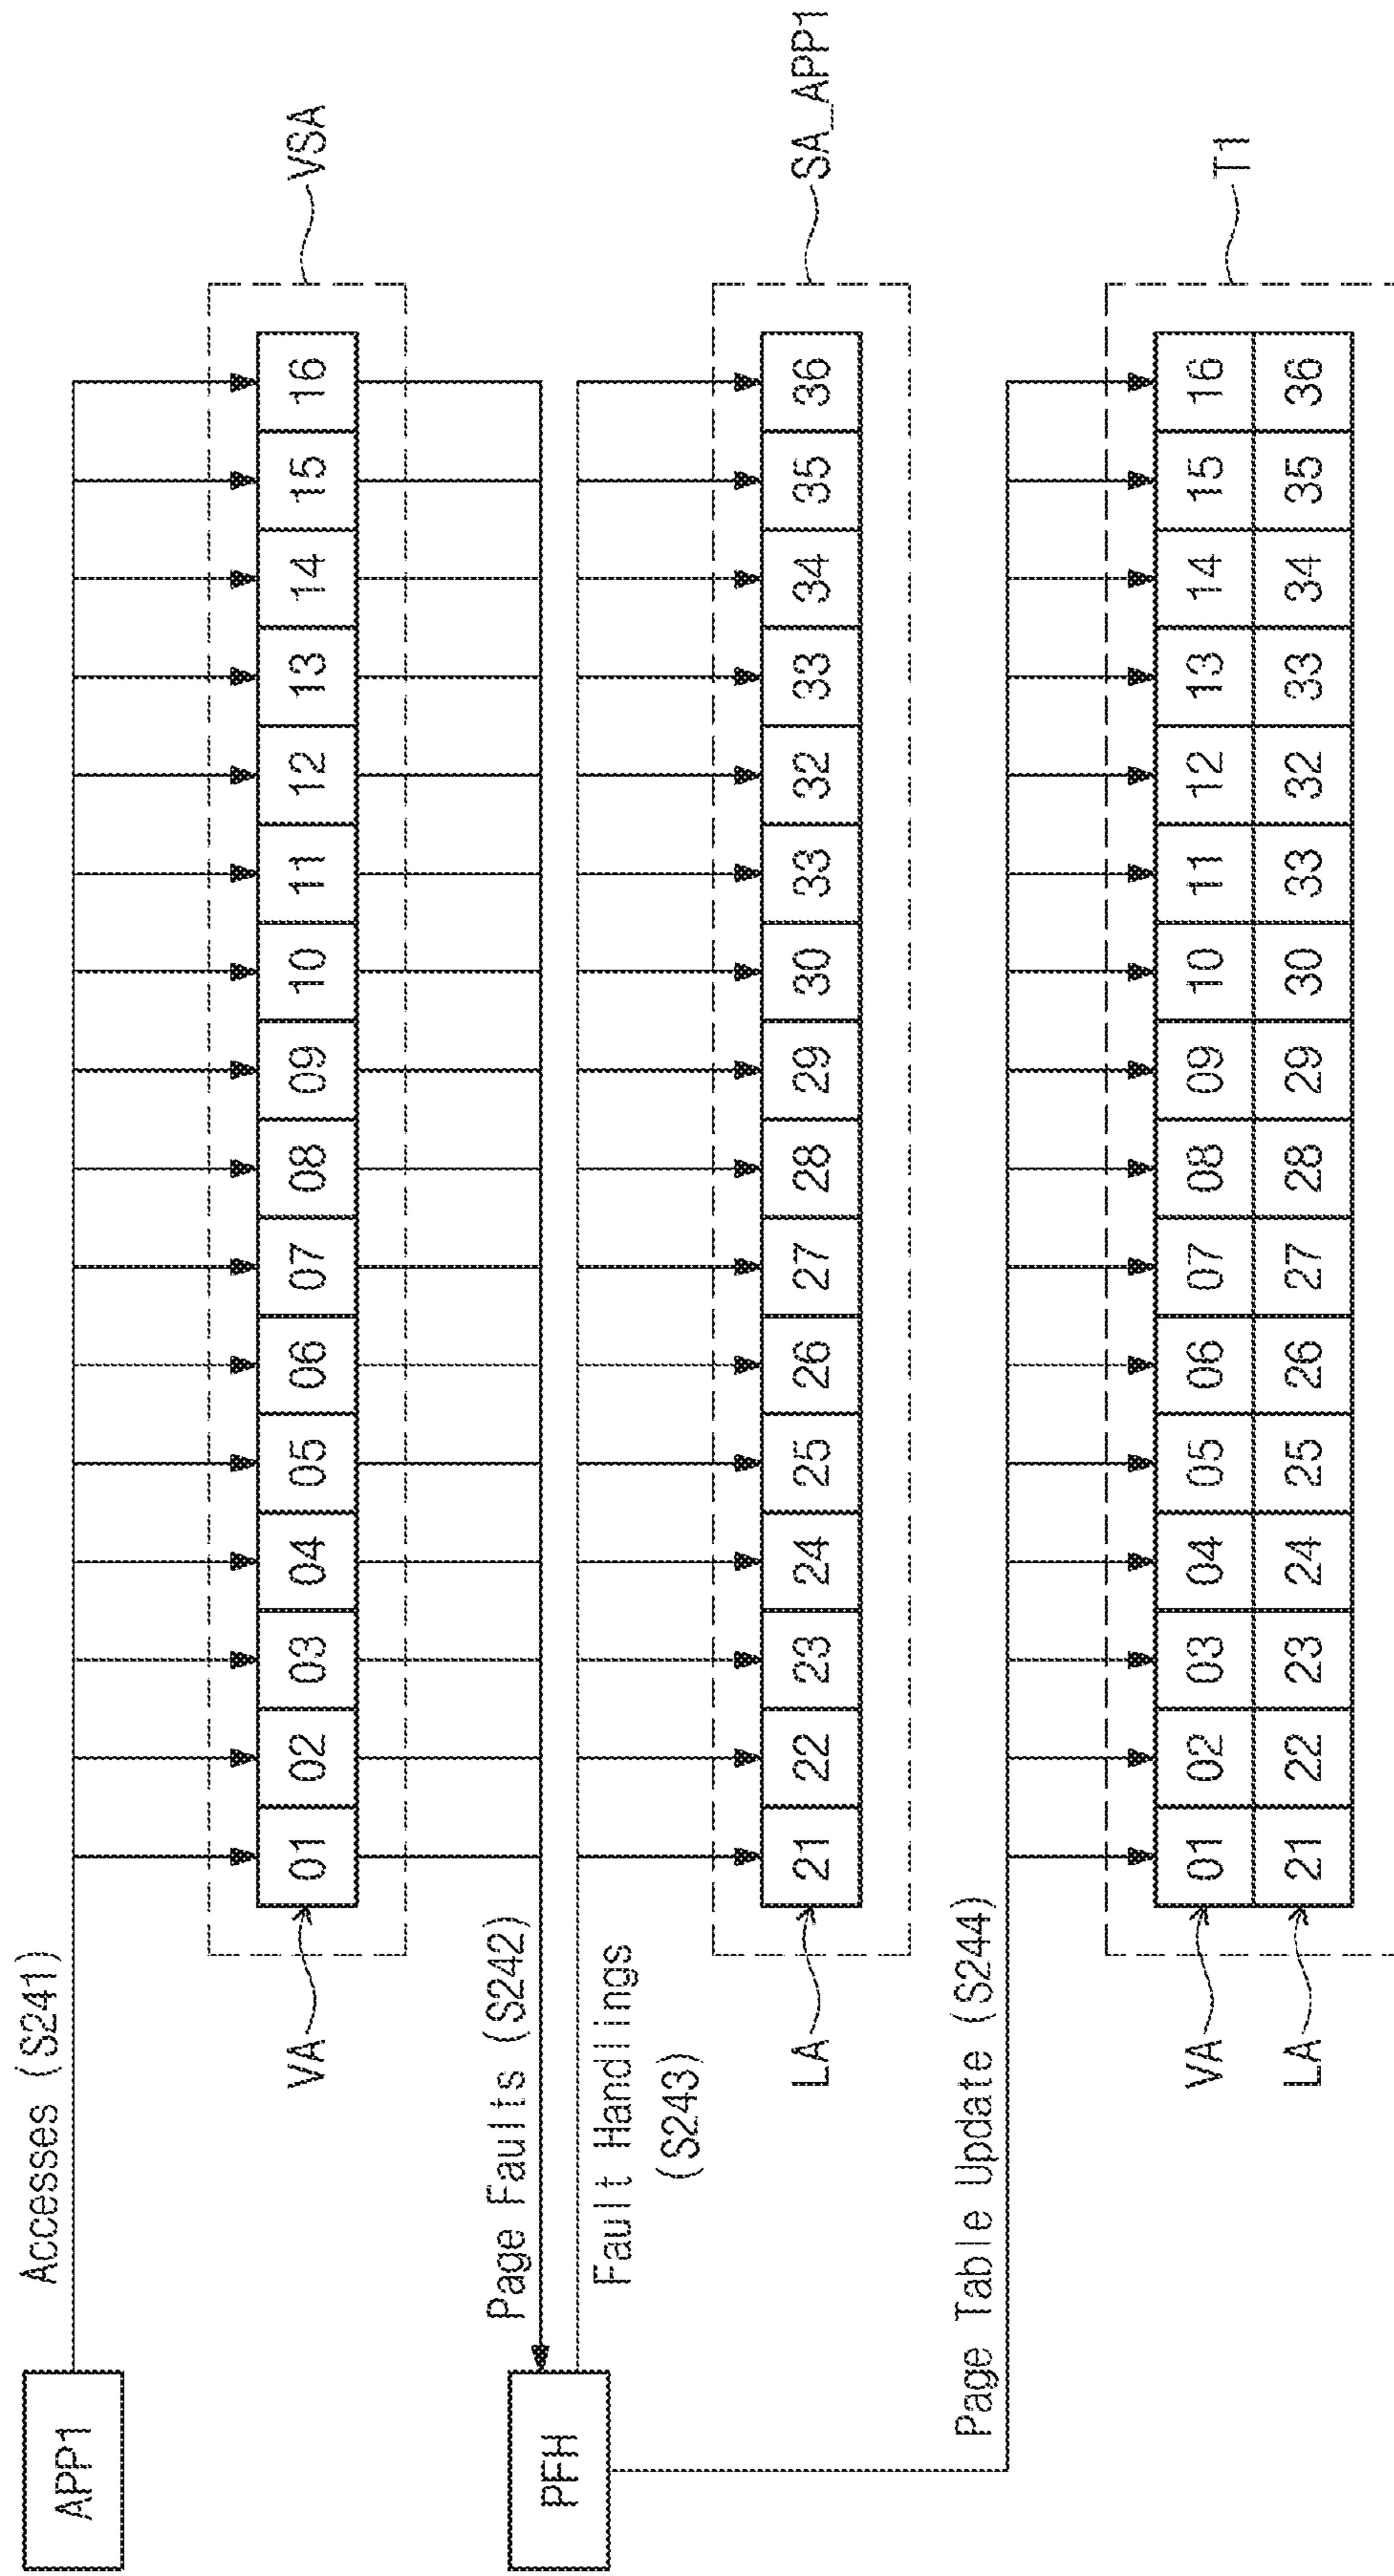 APP1
Accesses (S241)
VSA
VA
01 02 03 04 05 06 07 08 09 10 11 12 13 14 15 16
Page Faults (S242)
PFH
Fault Handlings
(S243)
SA_APP1
LA
21 22 23 24 25 26 27 28 29 30 33 32 33 34 35 36
Page Table Update (S244)
T1
VA
01 02 03 04 05 06 07 08 09 10 11 12 13 14 15 16
LA
21 22 23 24 25 26 27 28 29 30 33 32 33 34 35 36